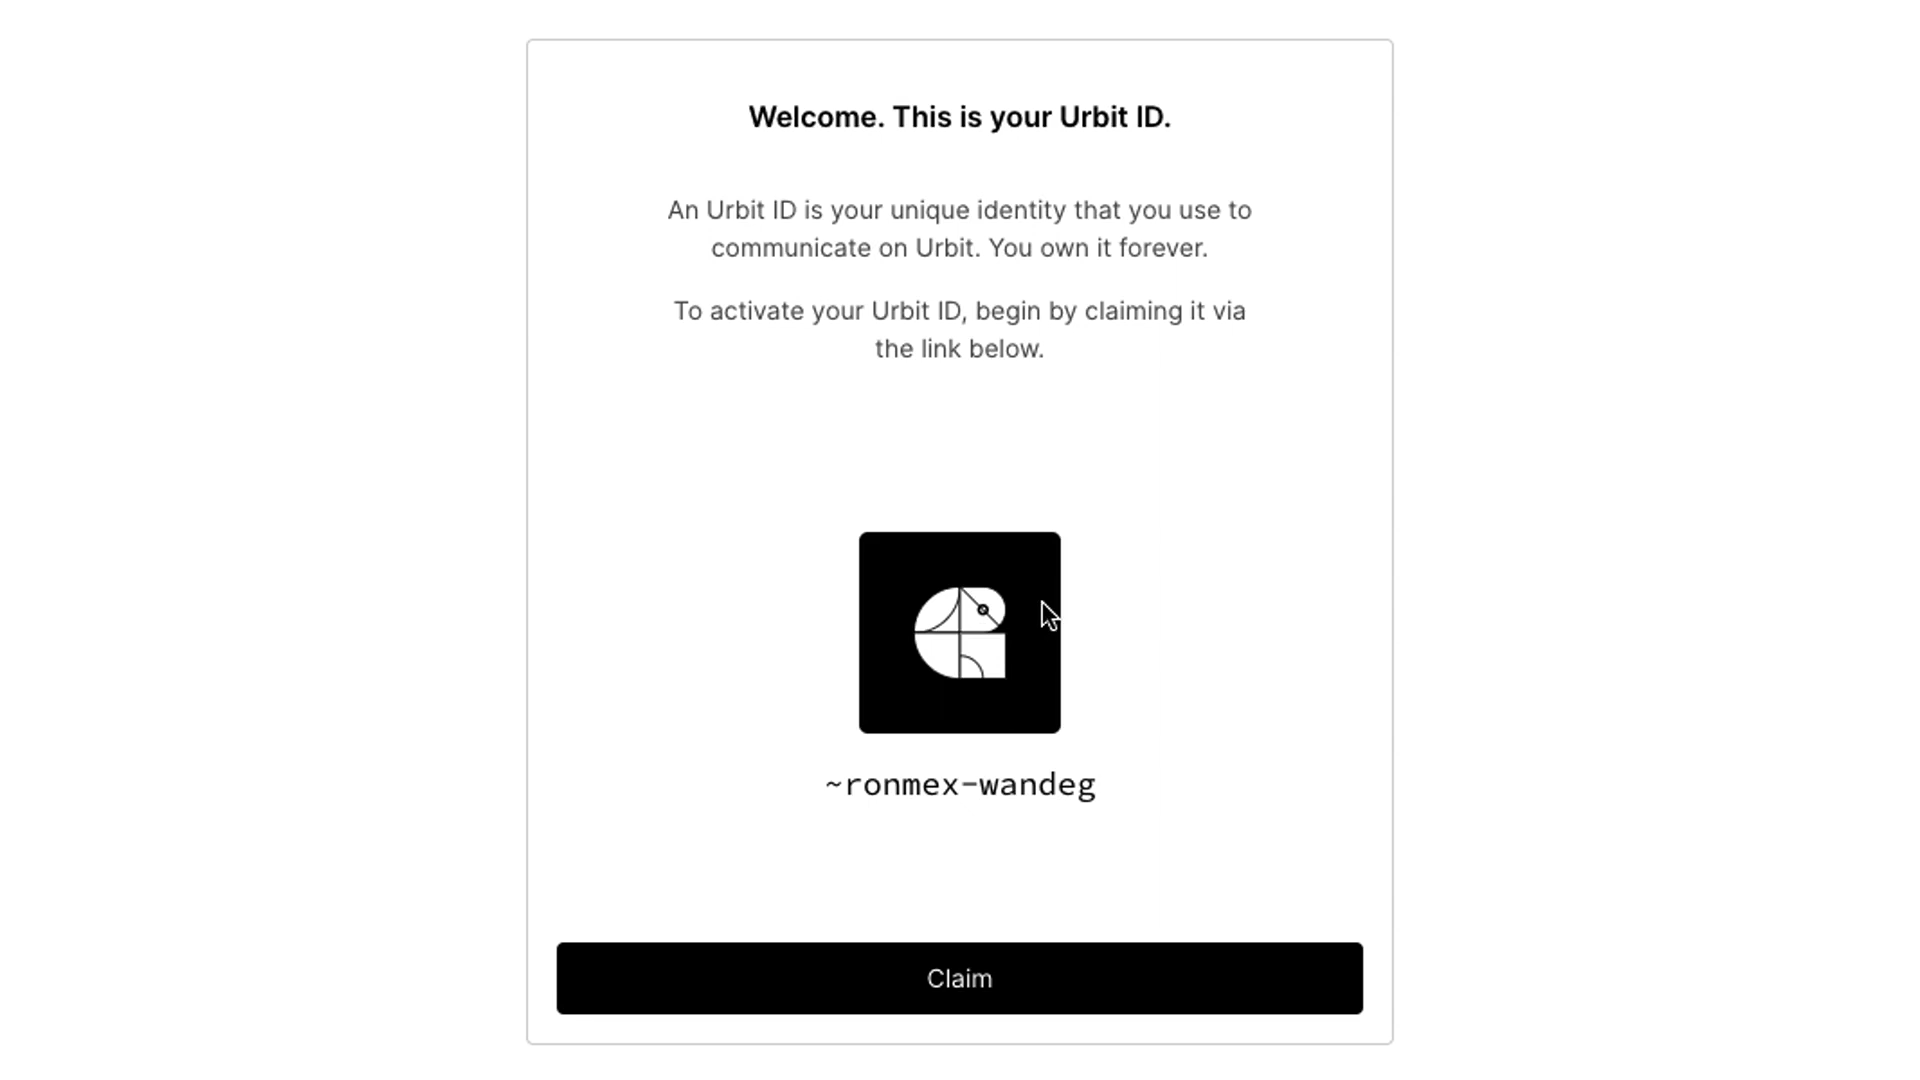 Welcome. This is your Urbit ID.
An Urbit ID is your unique identity that you use to
communicate on Urbit. You own it forever.
To activate your Urbit ID, begin by claiming it via
the link below.
~ronmex-wandeg
Claim